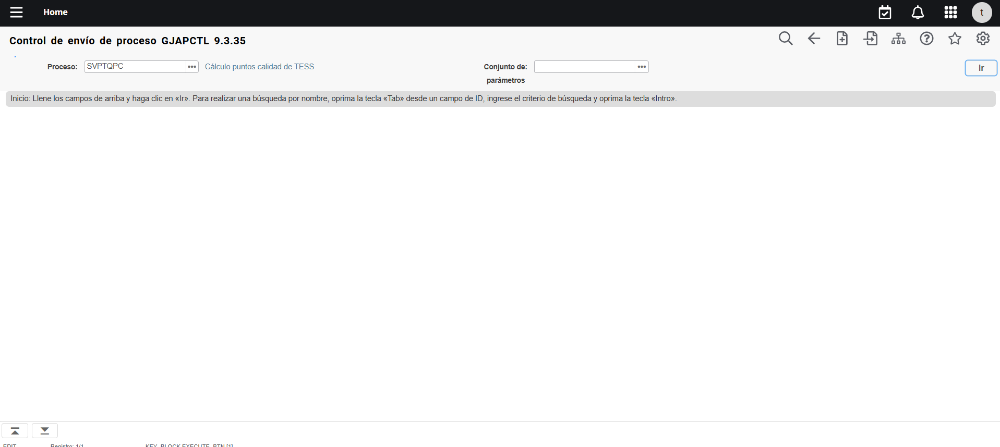 Home
t
Control de envío de proceso GJAPCTL 9.3.35
Proceso: SVPTQPC ••• Cálculo puntos calidad de TESS Conjunto de: •••
parámetros
Ir
Inicio: Llene los campos de arriba y haga clic en «Ir». Para realizar una búsqueda por nombre, oprima la tecla «Tab» desde un campo de ID, ingrese el criterio de búsqueda y oprima la tecla «Intro».
EDIT Registro: 1/1 KEY_BLOCK.EXECUTE_BTN [1]